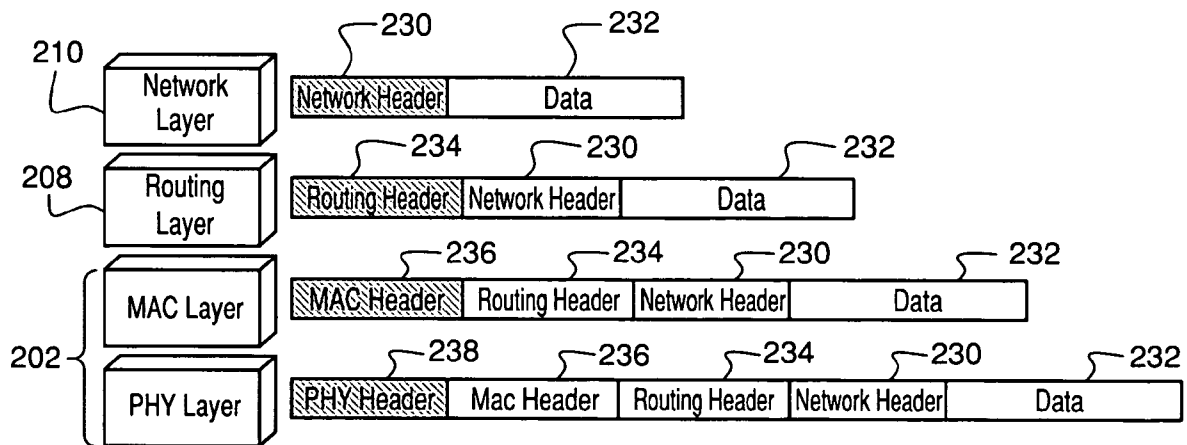 230
232
210
Network
Layer
Network Header
Data
234
230
232
208
Routing
Layer
Routing Header
Network Header
Data
236
234
230
232
MAC Layer
MAC Header
Routing Header
Network Header
Data
202
238
236
234
230
232
PHY Layer
PHY Header
Mac Header
Routing Header
Network Header
Data